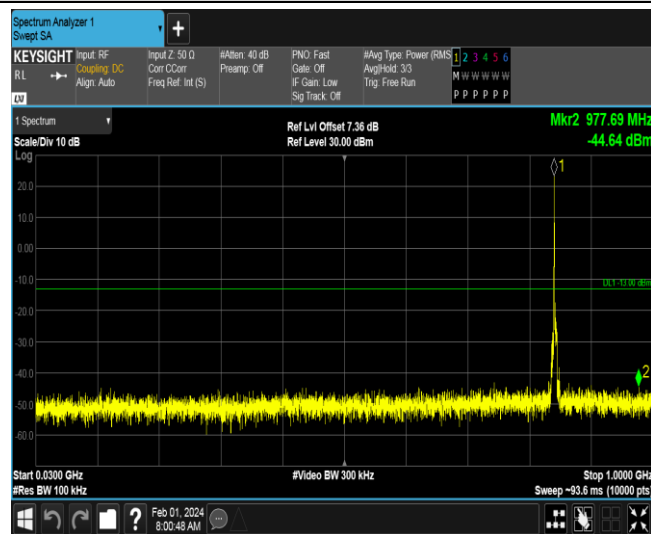 Spectrum Analyzer 1
Swept SA
+
KEYSIGHT Input: RF Input Z: 50 Ω #Atten: 40 dB PNO: Fast #Avg Type: Power (RMS 1 2 3 4 5 6
RL Coupling: DC Corr CCorr Preamp: Off Gate: Off Avg|Hold: 3/3 M W W W W W
Align: Auto Freq Ref: Int (S) IF Gain: Low Trig: Free Run P P P P P P
LXI Sig Track: Off
1 Spectrum Ref Lvl Offset 7.36 dB Mkr2 977.69 MHz
Scale/Div 10 dB Ref Level 30.00 dBm -44.64 dBm
Log
1
20.0
10.0
0.00
-10.0
DL1 -13.00 dBm
-20.0
-30.0
-40.0
2
-50.0
-60.0
Start 0.0300 GHz #Video BW 300 kHz Stop 1.0000 GHz
#Res BW 100 kHz Sweep ~93.6 ms (10000 pts
? Feb 01, 2024
8:00:48 AM